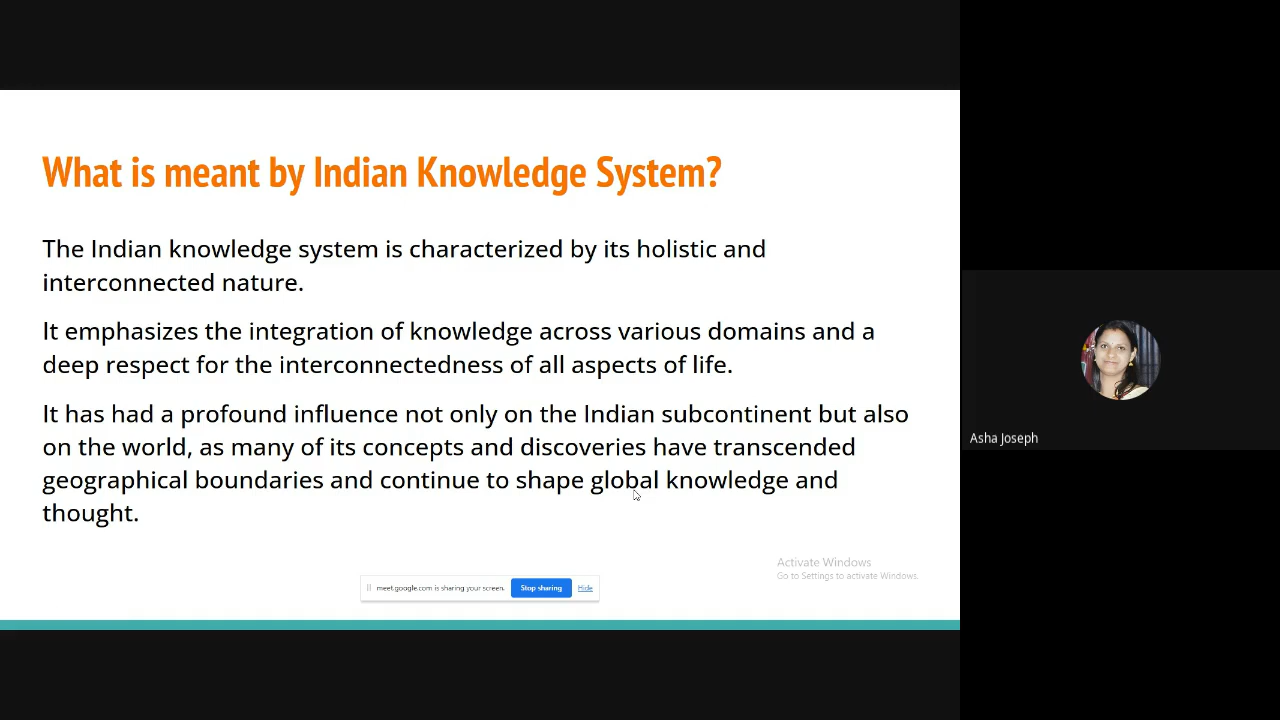 What is meant by Indian Knowledge System?
The Indian knowledge system is characterized by its holistic and
interconnected nature.
It emphasizes the integration of knowledge across various domains and a
deep respect for the interconnectedness of all aspects of life.
It has had a profound influence not only on the Indian subcontinent but also
on the world, as many of its concepts and discoveries have transcended
geographical boundaries and continue to shape global knowledge and
thought.
Activate Windows
Go to Settings to activate Windows.
meet.google.com is sharing your screen.
Stop sharing
Hide
Asha Joseph